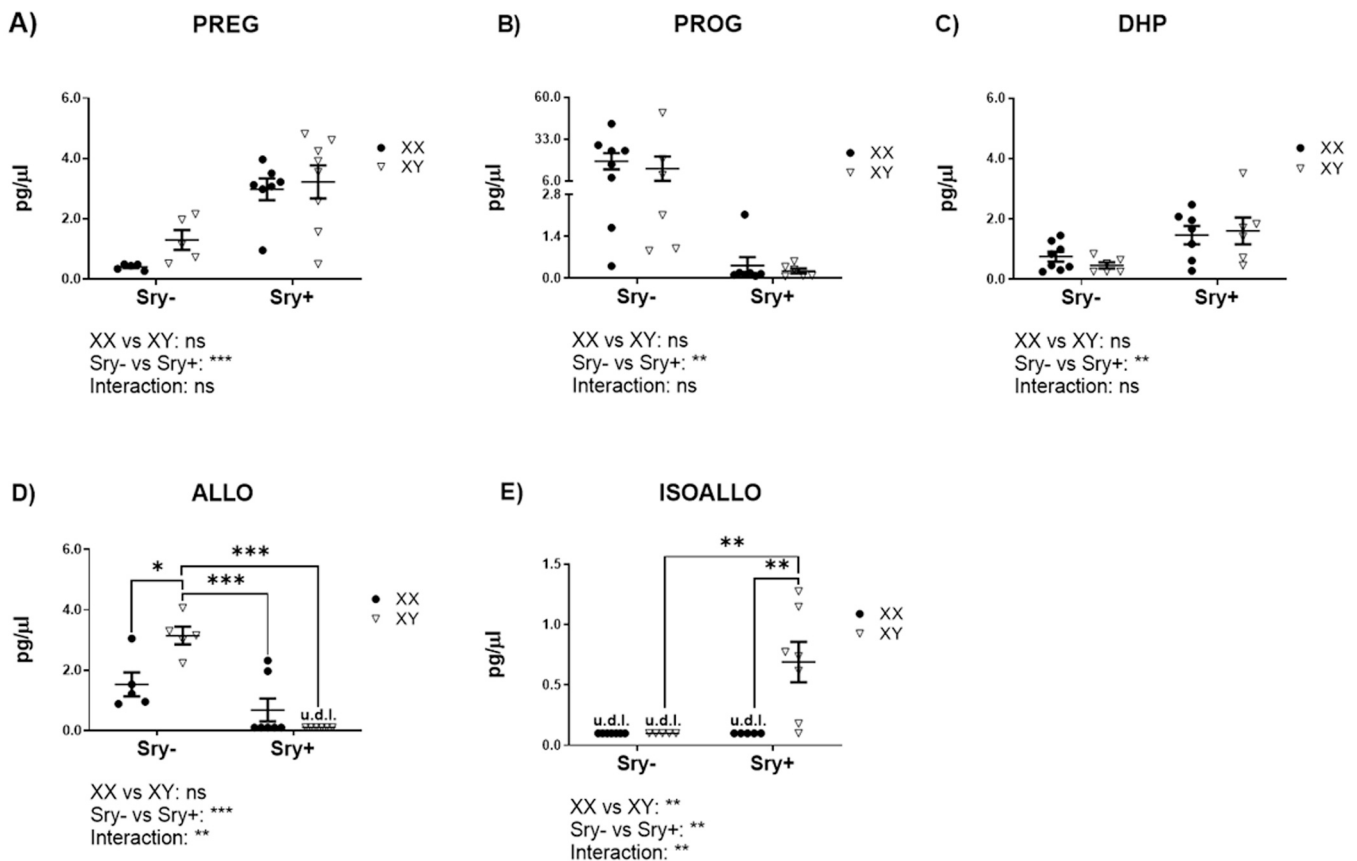 A)
PREG
6.0
4.0
2.0
0.0
pg/μl
Sry-
Sry+
● XX
▽ XY
XX vs XY: ns
Sry- vs Sry+: ***
Interaction: ns
B)
PROG
60.0
33.0
6.0
2.8
1.4
0.0
pg/μl
Sry-
Sry+
● XX
▽ XY
XX vs XY: ns
Sry- vs Sry+: **
Interaction: ns
C)
DHP
6.0
4.0
2.0
0.0
pg/μl
Sry-
Sry+
● XX
▽ XY
XX vs XY: ns
Sry- vs Sry+: **
Interaction: ns
D)
ALLO
6.0
4.0
2.0
0.0
pg/μl
*
***
***
u.d.l.
Sry-
Sry+
● XX
▽ XY
XX vs XY: ns
Sry- vs Sry+: ***
Interaction: **
E)
ISOALLO
1.5
1.0
0.5
0.0
pg/μl
**
**
u.d.l. u.d.l. u.d.l.
Sry-
Sry+
● XX
▽ XY
XX vs XY: **
Sry- vs Sry+: **
Interaction: **